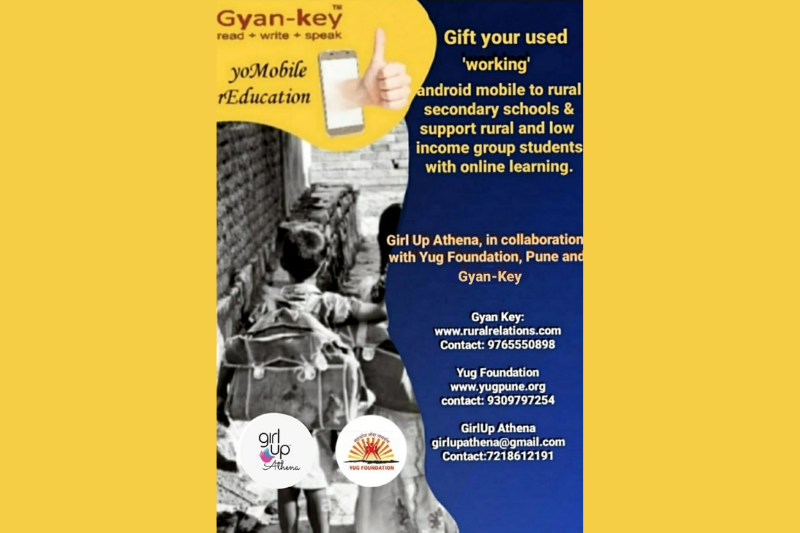 Gyan-key™
read + write + speak
yoMobile
rEducation
Gift your used
'working'
android mobile to rural
secondary schools &
support rural and low
income group students
with online learning.
Girl Up Athena, in collaboration
with Yug Foundation, Pune and
Gyan-Key
Gyan Key:
www.ruralrelations.com
Contact: 9765550898
Yug Foundation
www.yugpune.org
contact: 9309797254
GirlUp Athena
girlupathena@gmail.com
Contact:7218612191
girl
up
Athena
YUG FOUNDATION